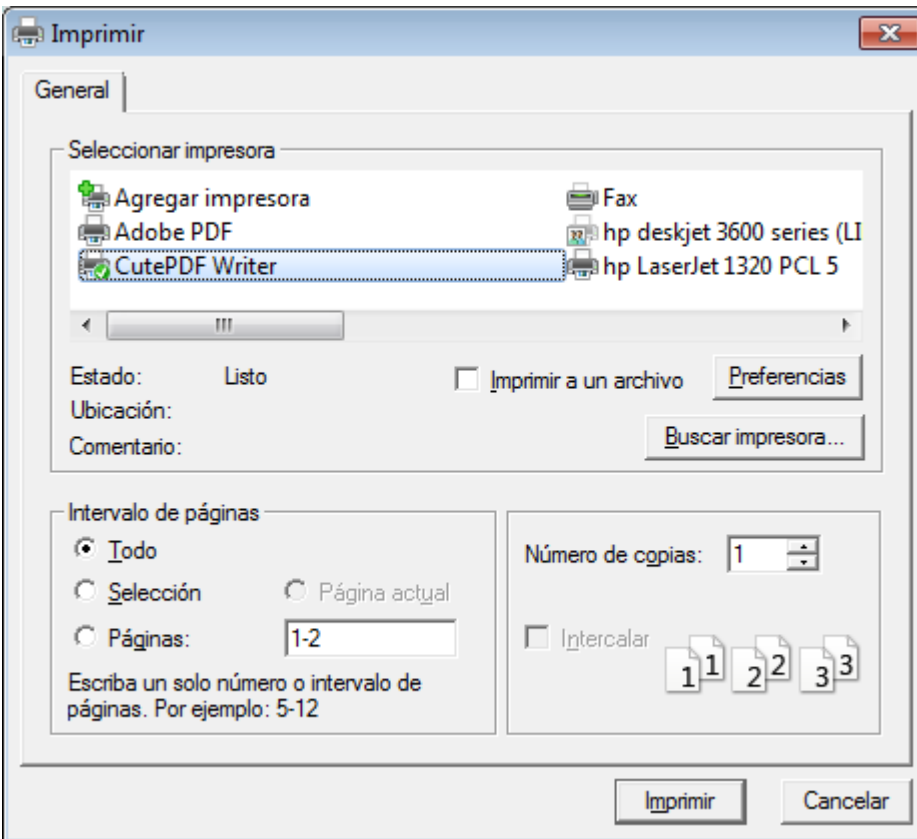 Imprimir
General
Seleccionar impresora
Agregar impresora
Fax
Adobe PDF
hp deskjet 3600 series (LI
CutePDF Writer
hp LaserJet 1320 PCL 5
Estado: Listo
Imprimir a un archivo
Preferencias
Ubicación:
Buscar impresora...
Comentario:
Intervalo de páginas
Todo
Selección
Página actual
Páginas: 1-2
Escriba un solo número o intervalo de
páginas. Por ejemplo: 5-12
Número de copias: 1
Intercalar
1 1 2 2 3 3
Imprimir
Cancelar